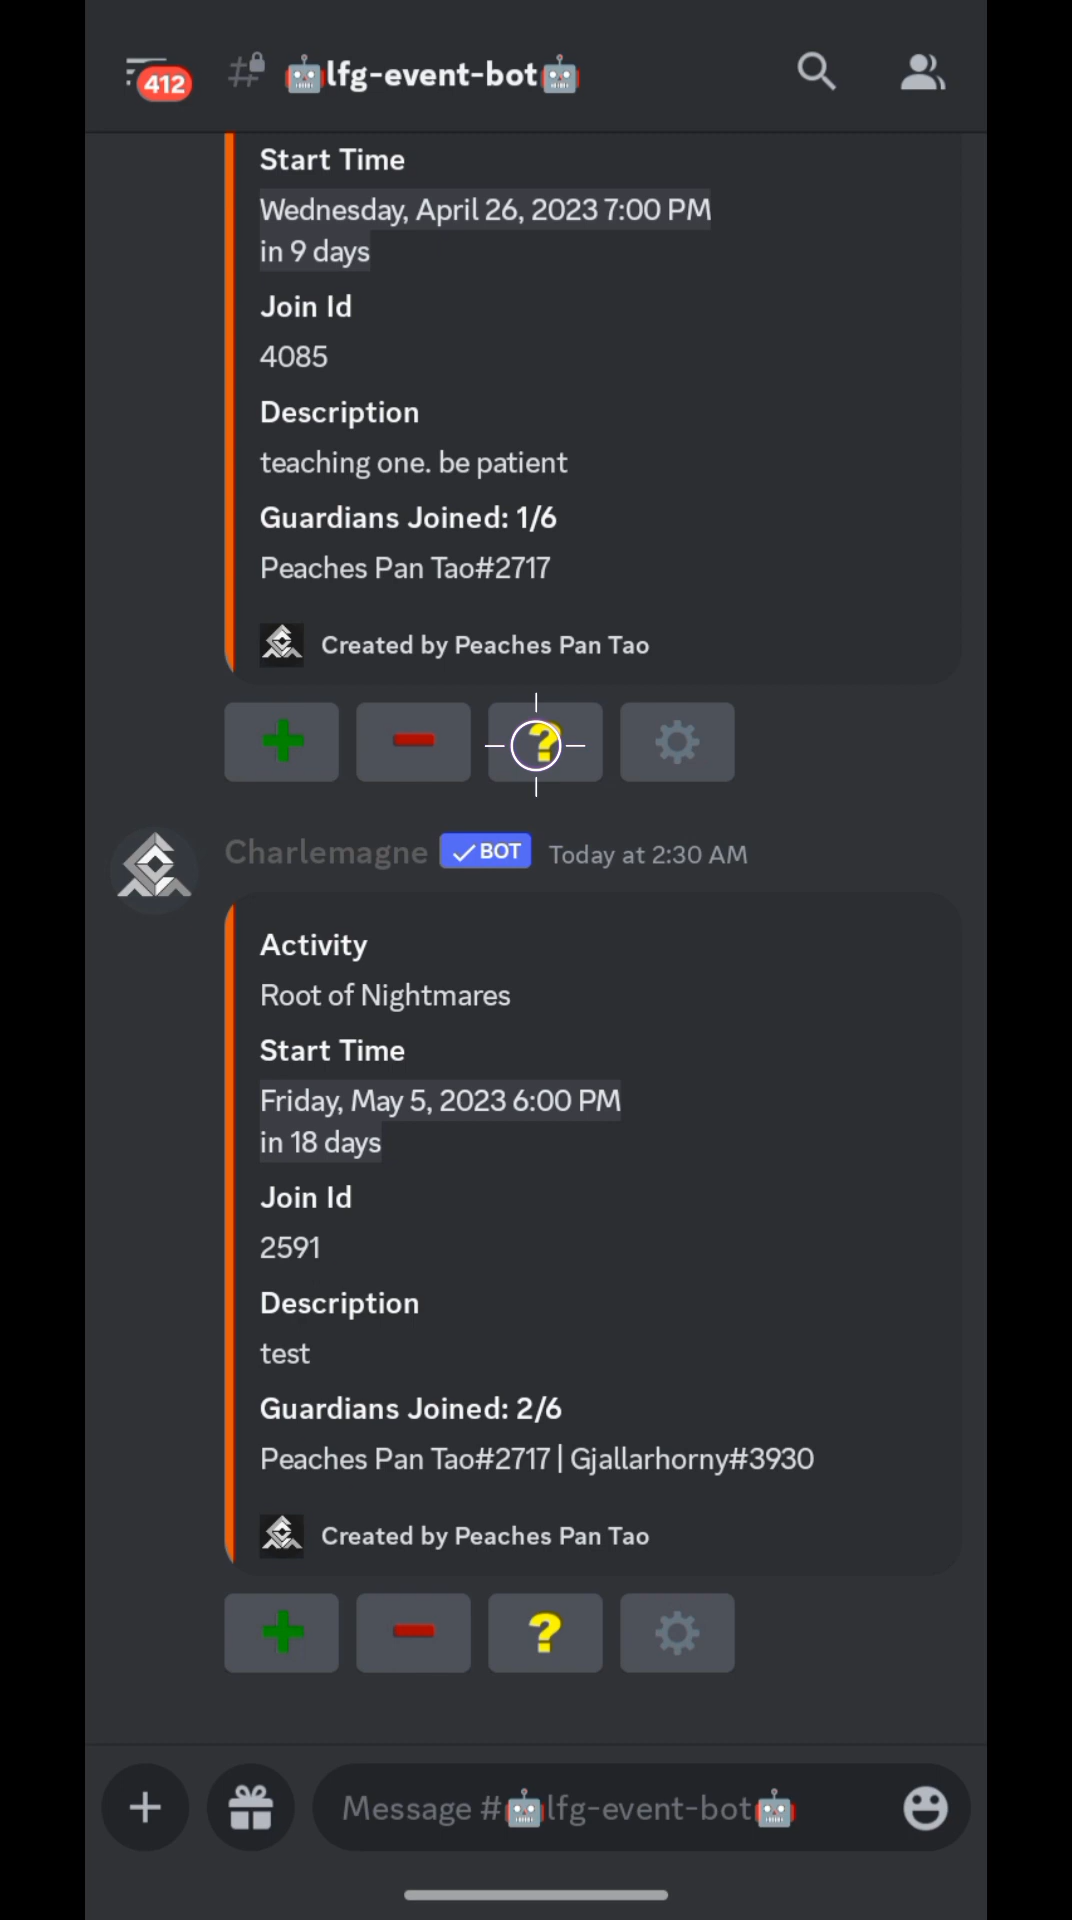 412
🤖lfg-event-bot🤖
Start Time
Wednesday, April 26, 2023 7:00 PM
in 9 days
Join Id
4085
Description
teaching one. be patient
Guardians Joined: 1/6
Peaches Pan Tao#2717
Created by Peaches Pan Tao
Charlemagne ✓BOT Today at 2:30 AM
Activity
Root of Nightmares
Start Time
Friday, May 5, 2023 6:00 PM
in 18 days
Join Id
2591
Description
test
Guardians Joined: 2/6
Peaches Pan Tao#2717 | Gjallarhorny#3930
Created by Peaches Pan Tao
Message #🤖lfg-event-bot🤖